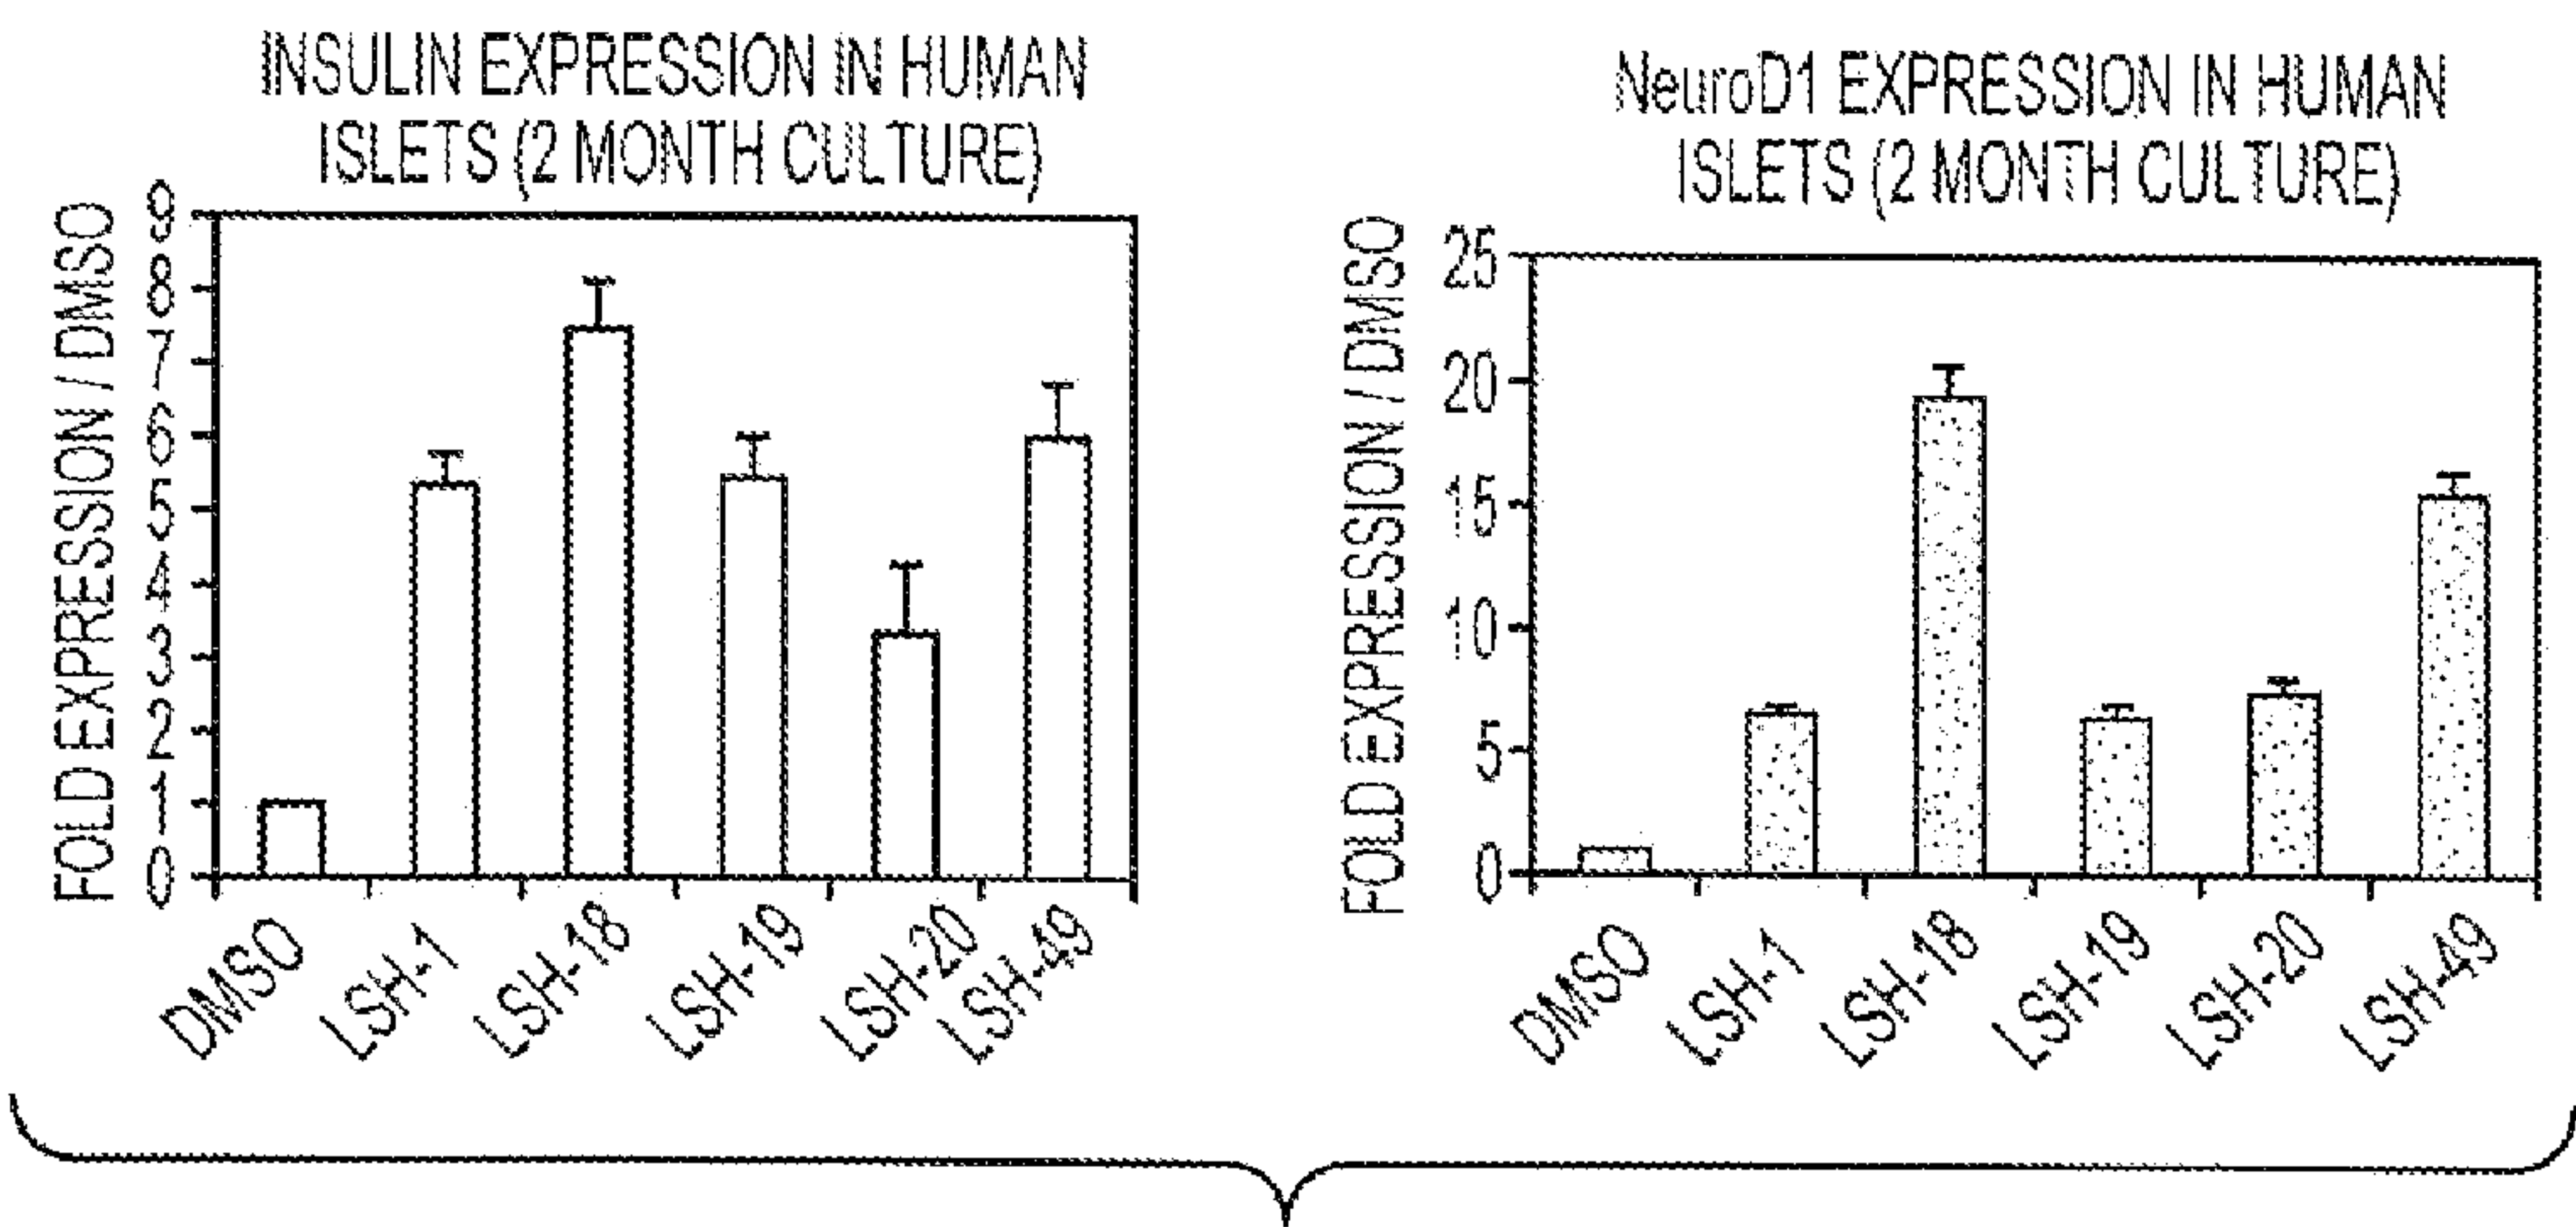 INSULIN EXPRESSION IN HUMAN
ISLETS (2 MONTH CULTURE)
FOLD EXPRESSION / DMSO
9
8
7
6
5
4
3
2
1
0
DMSO
LSH-1
LSH-18
LSH-19
LSH-20
LSH-49
NeuroD1 EXPRESSION IN HUMAN
ISLETS (2 MONTH CULTURE)
FOLD EXPRESSION / DMSO
25
20
15
10
5
0
DMSO
LSH-1
LSH-18
LSH-19
LSH-20
LSH-49